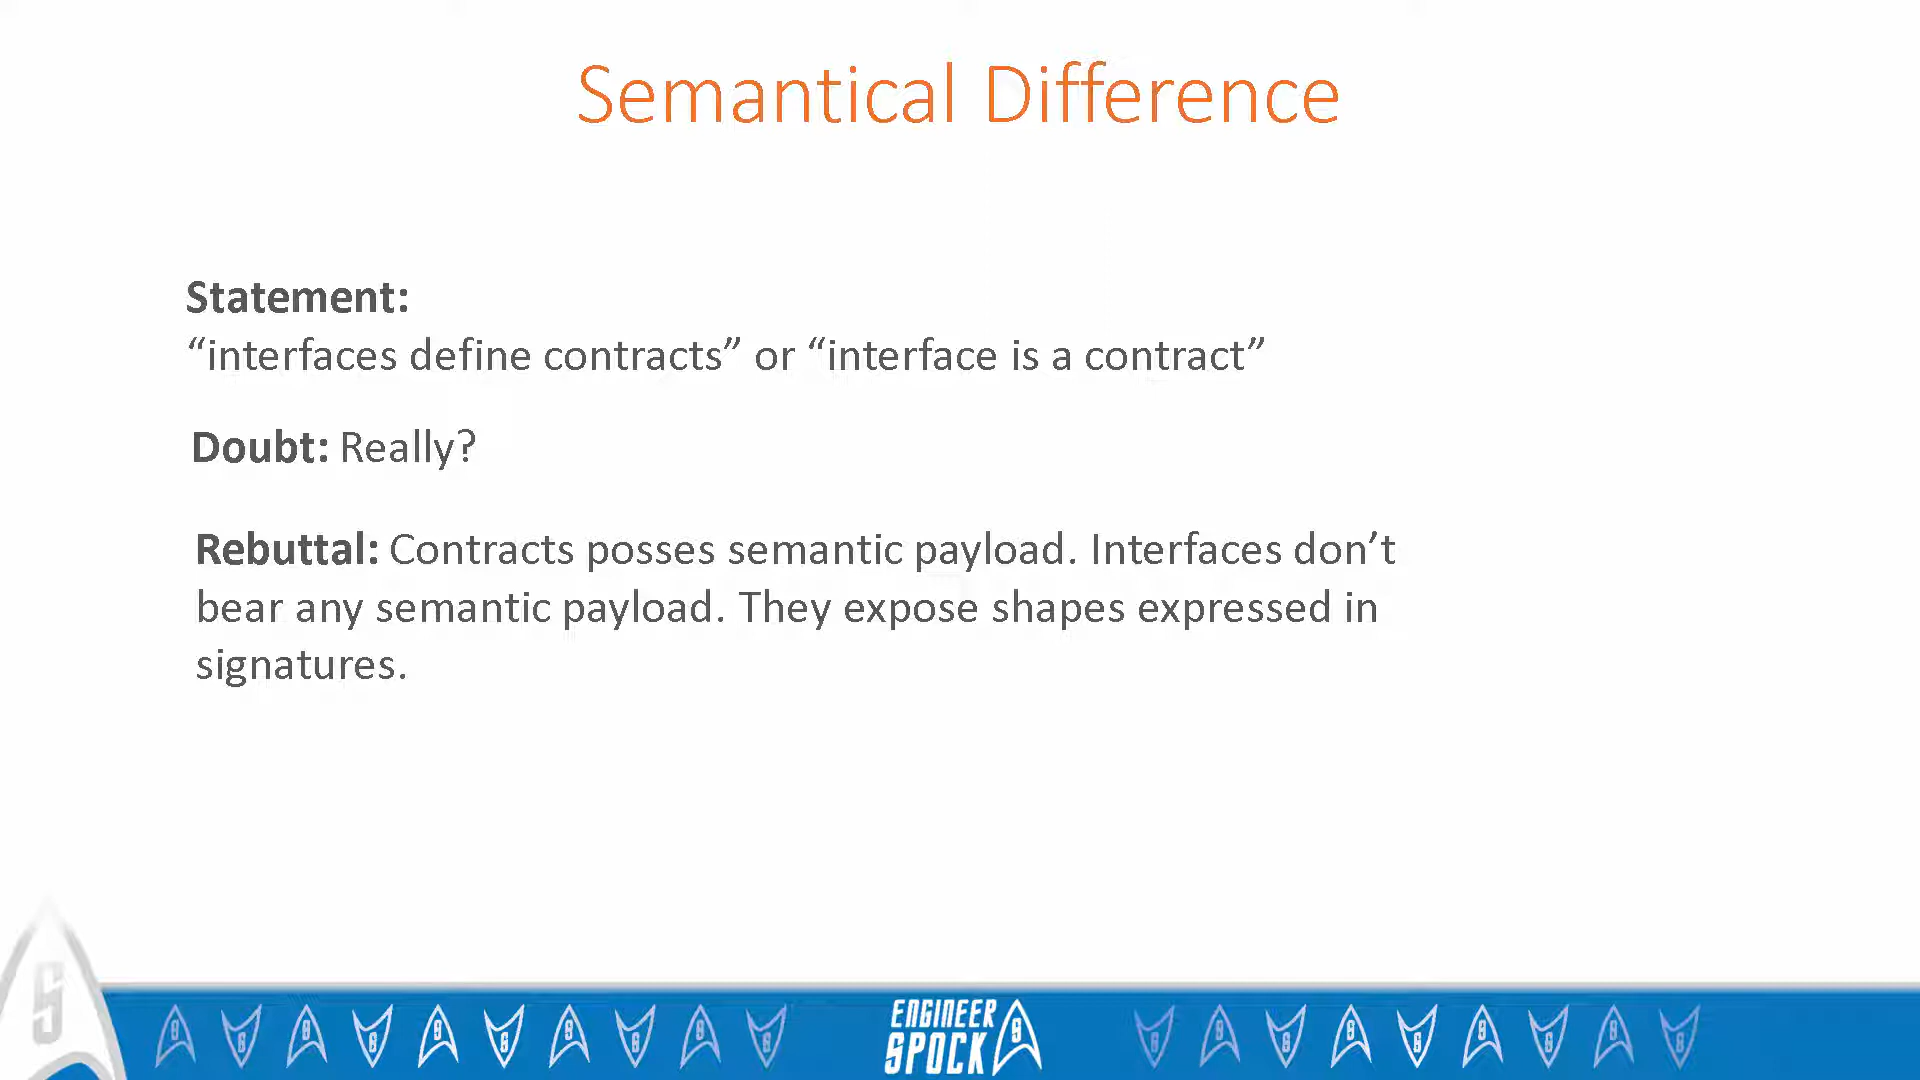 Semantical Difference
Statement:
“interfaces define contracts” or “interface is a contract”
Doubt: Really?
Rebuttal: Contracts posses semantic payload. Interfaces don’t
bear any semantic payload. They expose shapes expressed in
signatures.
ENGINEER
SPOCK